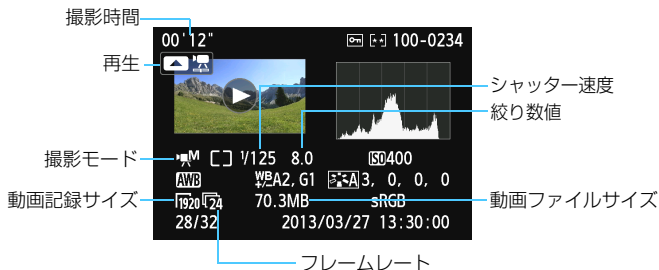 撮影時間
00'12" 100-0234
再生
シャッター速度
絞り数値
撮影モード
M 1/125 8.0 ISO 400
AWB WB+/- A2, G1 A 3, 0, 0, 0
動画記録サイズ
1920 24 70.3MB sRGB
動画ファイルサイズ
28/32 2013/03/27 13:30:00
フレームレート